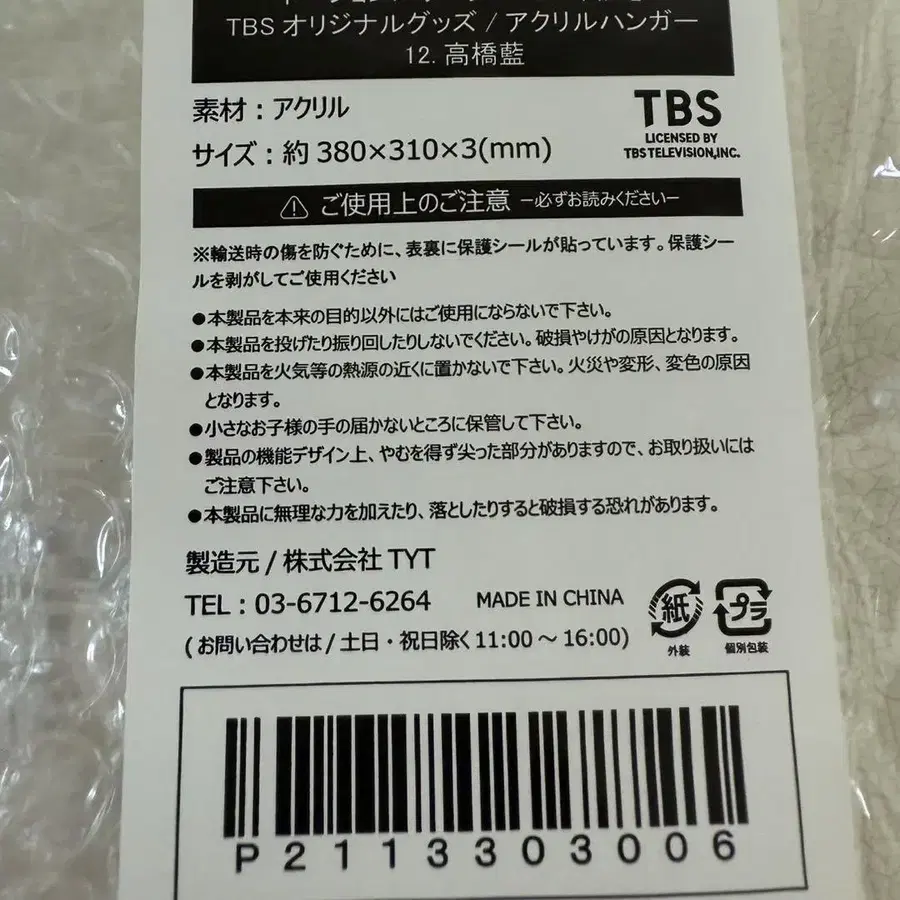 TBS オリジナルグッズ / アクリルハンガー
12. 高橋藍
素材 : アクリル
サイズ : 約 380×310×3(mm)
TBS
LICENSED BY
TBS TELEVISION,INC.
ご使用上のご注意 ー必ずお読みくださいー
※輸送時の傷を防ぐために、表裏に保護シールが貼っています。保護シー
ルを剥がしてご使用ください
●本製品を本来の目的以外にはご使用にならないで下さい。
●本製品を投げたり振り回したりしないでください。破損やけがの原因となります。
●本製品を火気等の熱源の近くに置かないで下さい。火災や変形、変色の原因
となります。
●小さなお子様の手の届かないところに保管して下さい。
●製品の機能デザイン上、やむを得ず尖った部分がありますので、お取り扱いには
ご注意下さい。
●本製品に無理な力を加えたり、落としたりすると破損する恐れがあります。
製造元 / 株式会社 TYT
TEL : 03-6712-6264
MADE IN CHINA
( お問い合わせは / 土日・祝日除く 11:00 ～ 16:00)
紙
外装
プラ
個別包装
P2113303006